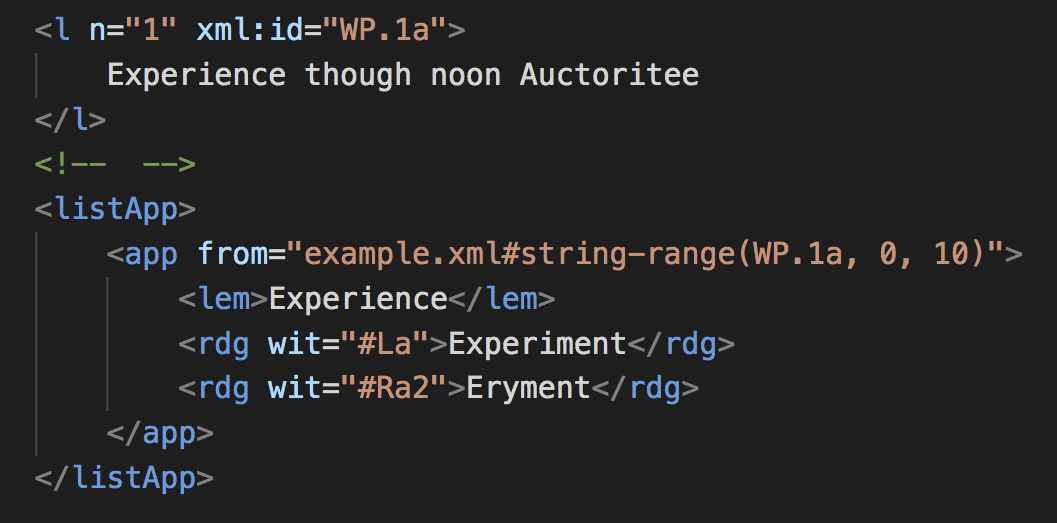 <l n="1" xml:id="WP.1a">
    Experience though noon Auctoritee
</l>
<!--  -->
<listApp>
    <app from="example.xml#string-range(WP.1a, 0, 10)">
        <lem>Experience</lem>
        <rdg wit="#La">Experiment</rdg>
        <rdg wit="#Ra2">Eryment</rdg>
    </app>
</listApp>